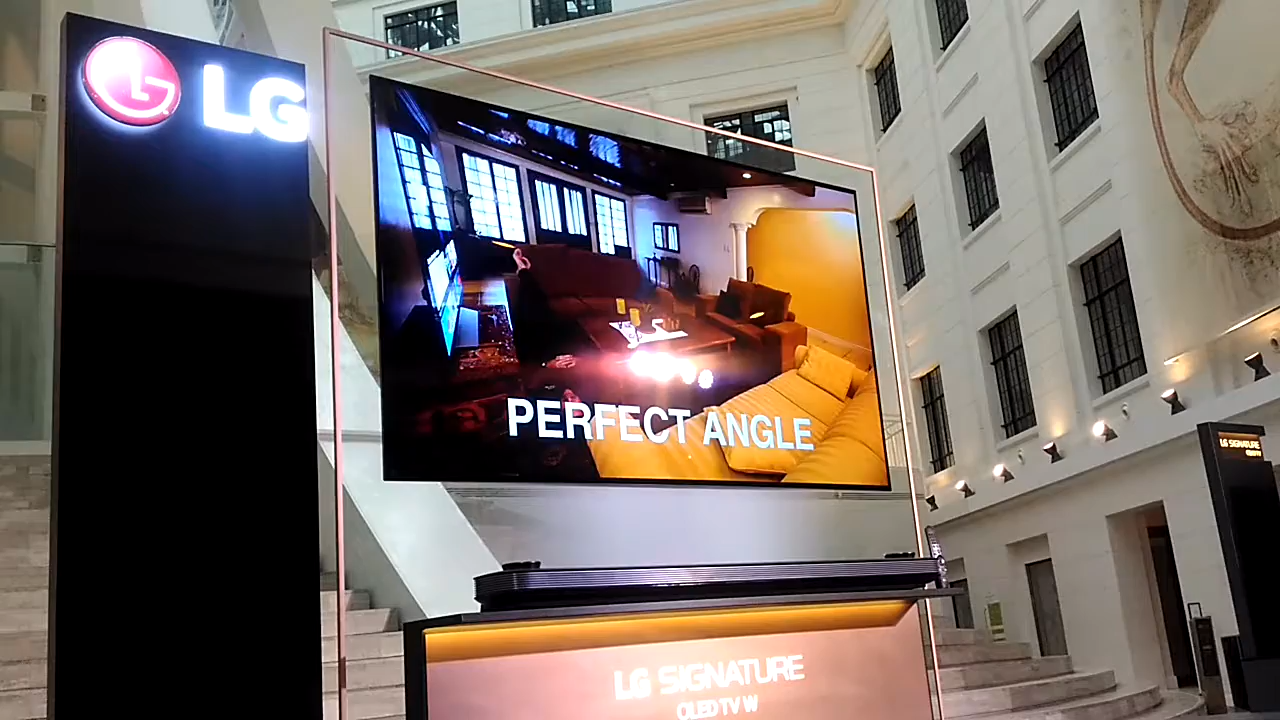 LG
PERFECT ANGLE
LG SIGNATURE
OLED TV W
LG SIGNATURE